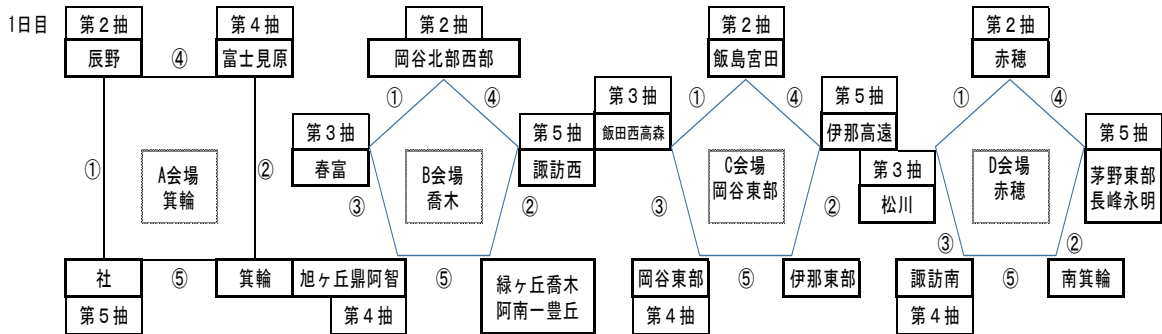 1日目
第2抽
第4抽
第2抽
第2抽
第2抽
辰野
④
富士見原
岡谷北部西部
飯島宮田
赤穂
①
④
第3抽
①
④
第5抽
①
④
第3抽
第5抽
飯田西高森
伊那高遠
第5抽
春富
諏訪西
第3抽
松川
茅野東部
長峰永明
①
A会場
箕輪
②
B会場
喬木
C会場
岡谷東部
D会場
赤穂
③
②
③
②
③
②
社
⑤
箕輪
旭ヶ丘鼎阿智
⑤
緑ヶ丘喬木
阿南一豊丘
岡谷東部
⑤
伊那東部
諏訪南
⑤
南箕輪
第5抽
第4抽
第4抽
第4抽